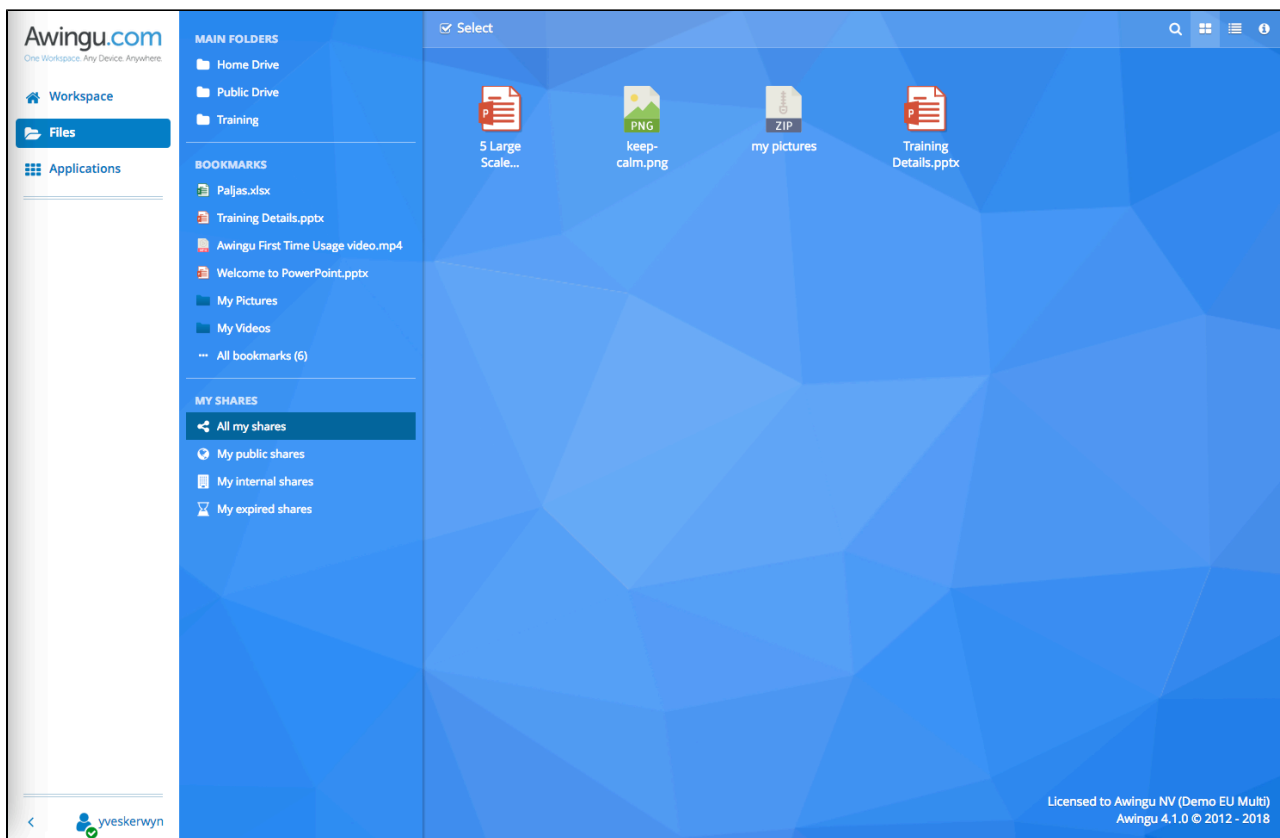 Awingu.com
One Workspace. Any Device. Anywhere.
Workspace
Files
Applications
yveskerwyn
MAIN FOLDERS
Home Drive
Public Drive
Training
BOOKMARKS
Paljas.xlsx
Training Details.pptx
Awingu First Time Usage video.mp4
Welcome to PowerPoint.pptx
My Pictures
My Videos
All bookmarks (6)
MY SHARES
All my shares
My public shares
My internal shares
My expired shares
Select
P
5 Large
Scale...
PNG
keep-
calm.png
ZIP
my pictures
P
Training
Details.pptx
Licensed to Awingu NV (Demo EU Multi)
Awingu 4.1.0 © 2012 - 2018